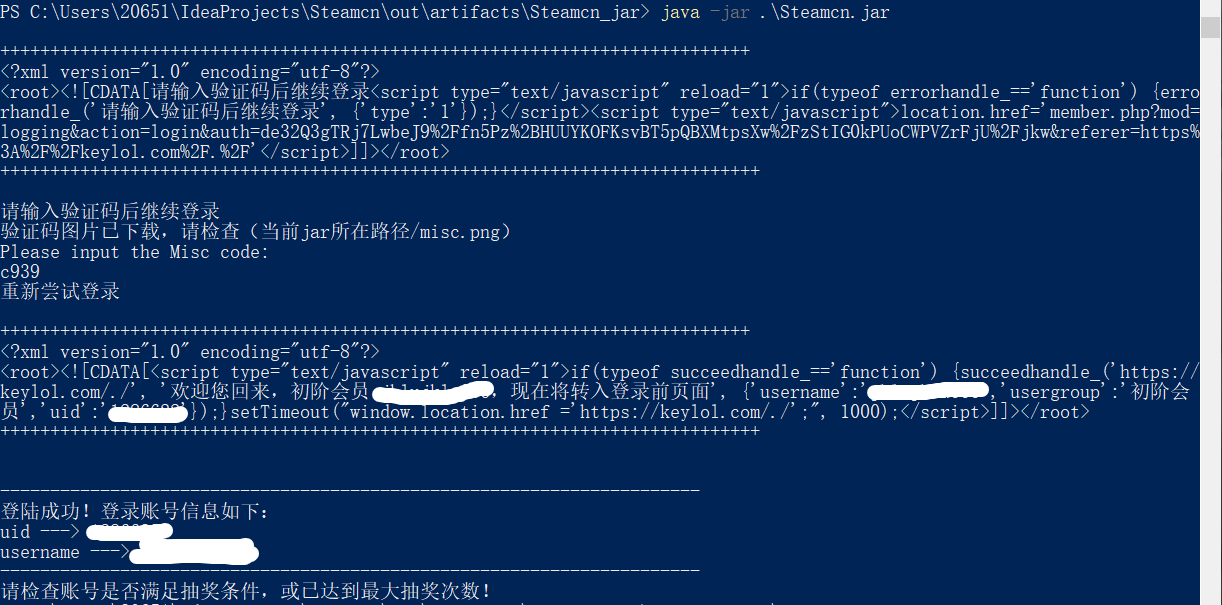 PS C:\Users\20651\IdeaProjects\Steamcn\out\artifacts\Steamcn_jar> java -jar .\Steamcn.jar
+++++++++++++++++++++++++++++++++++++++++++++++++++++++++++++++++++++++++++
<?xml version="1.0" encoding="utf-8"?>
<root><![CDATA[请输入验证码后继续登录<script type="text/javascript" reload="1">if(typeof errorhandle_=='function') {erro
rhandle_('请输入验证码后继续登录', {'type':'1'});}</script><script type="text/javascript">location.href='member.php?mod=
logging&action=login&auth=de32Q3gTRj7LwbeJ9%2Ffn5Pz%2BHUUYKOFKsvBT5pQBXMtpsXw%2FzStIGOkPUoCWPVZrFjU%2Fjkw&referer=https%
3A%2F%2Fkeylol.com%2F.%2F'</script>]]></root>
++++++++++++++++++++++++++++++++++++++++++++++++++++++++++++++++++++++++++++
请输入验证码后继续登录
验证码图片已下载，请检查（当前jar所在路径/misc.png）
Please input the Misc code:
c939
重新尝试登录
+++++++++++++++++++++++++++++++++++++++++++++++++++++++++++++++++++++++++++
<?xml version="1.0" encoding="utf-8"?>
<root><![CDATA[<script type="text/javascript" reload="1">if(typeof succeedhandle_=='function') {succeedhandle_('https://
keylol.com/./', '欢迎您回来，初阶会员 ，现在将转入登录前页面', {'username':' ,'usergroup':'初阶会
员','uid':' });}setTimeout("window.location.href ='https://keylol.com/./';", 1000);</script>]]></root>
++++++++++++++++++++++++++++++++++++++++++++++++++++++++++++++++++++++++++++
----------------------------------------------------------------------
登陆成功！登录账号信息如下：
uid --->
username --->
----------------------------------------------------------------------
请检查账号是否满足抽奖条件，或已达到最大抽奖次数！